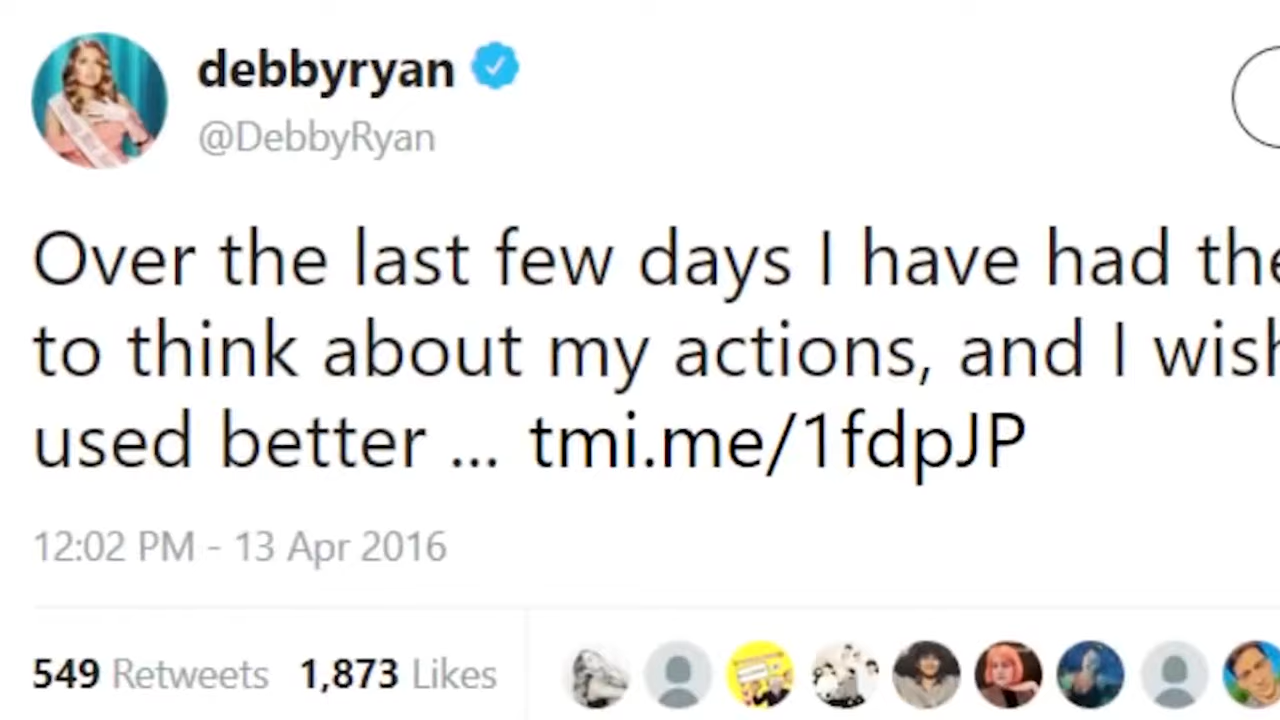 debbyryan
@DebbyRyan
Over the last few days I have had the
to think about my actions, and I wish
used better ... tmi.me/1fdpJP
12:02 PM - 13 Apr 2016
549 Retweets 1,873 Likes